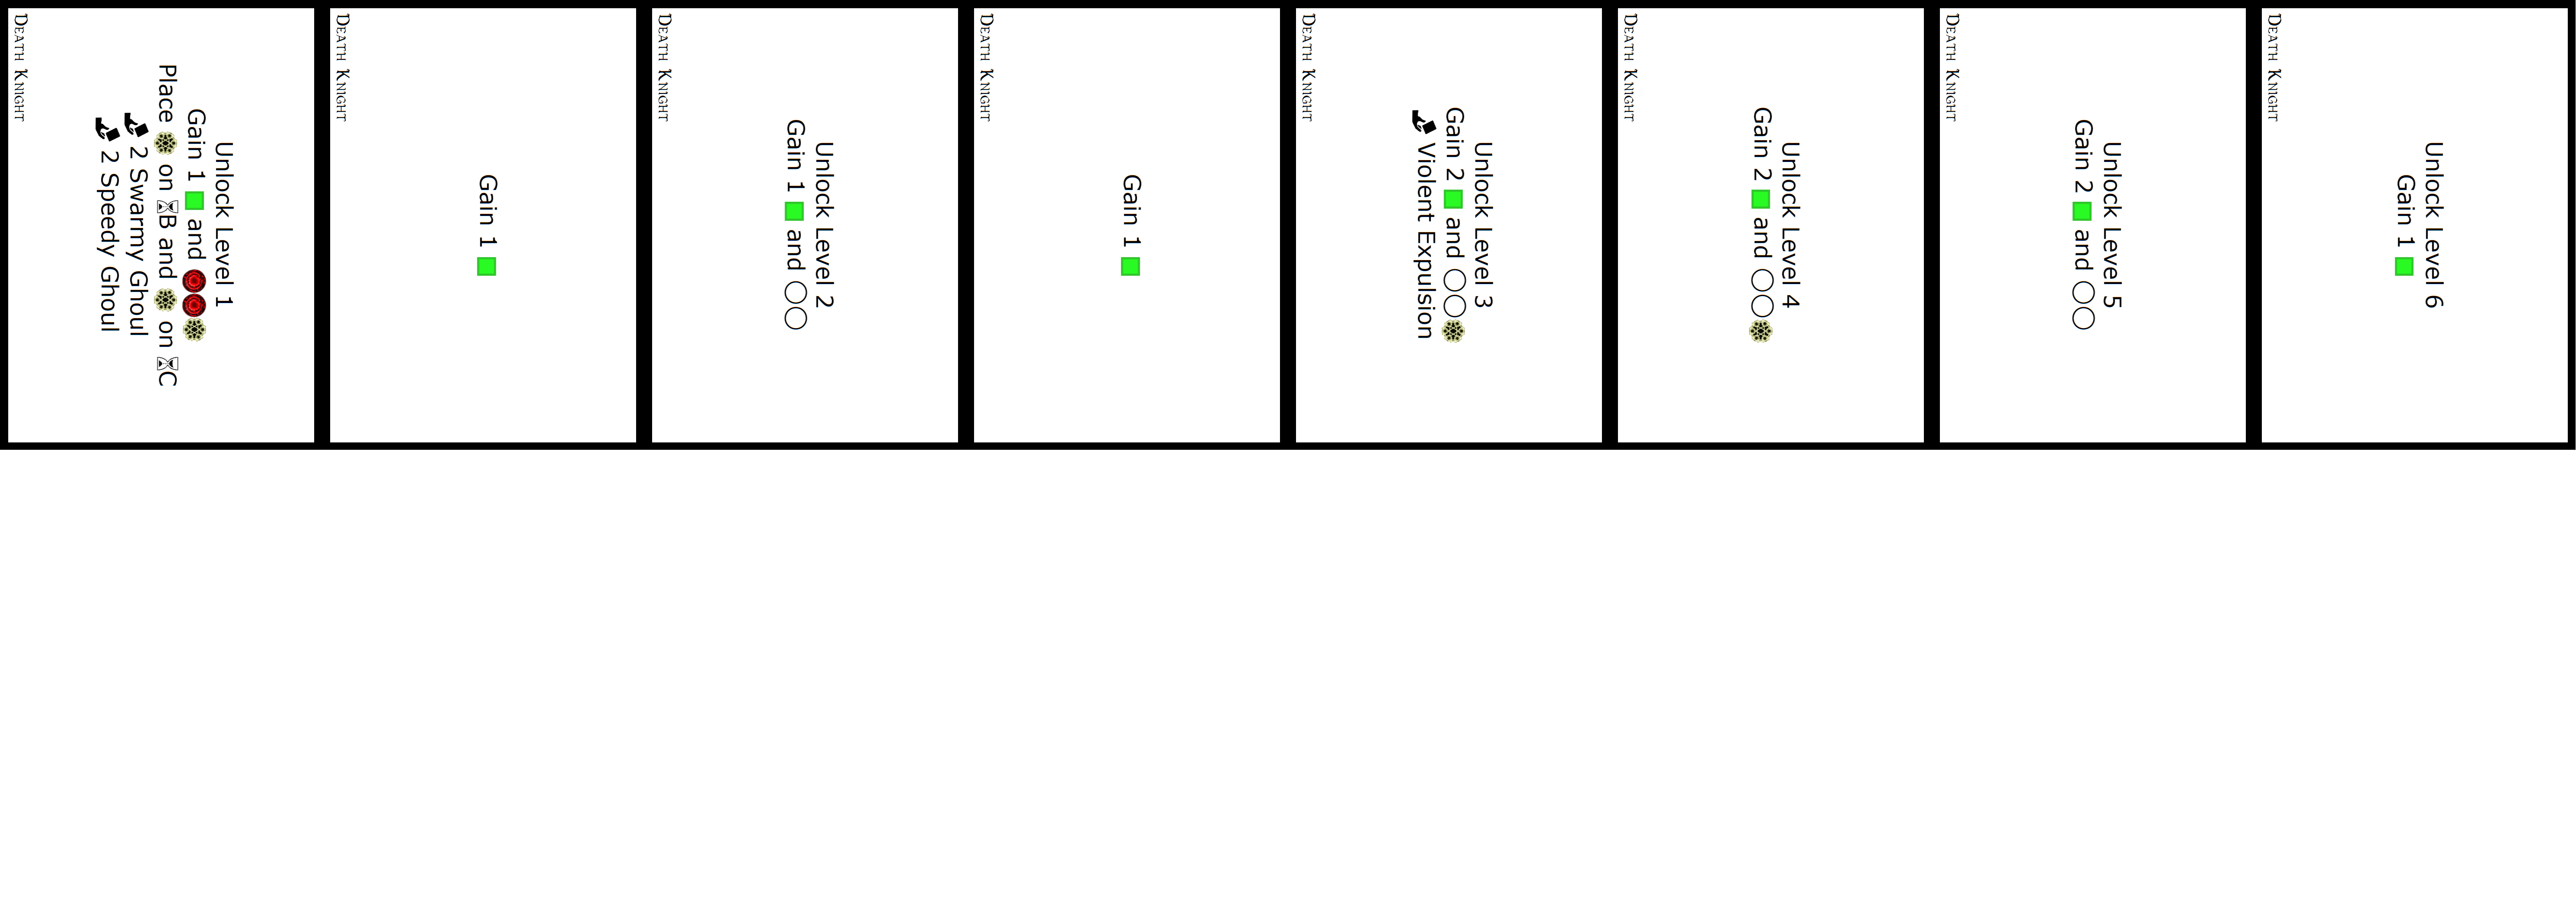 Death Knight
Unlock Level 1
Gain 1 and
Place on B and on C
2 Swarmy Ghoul
2 Speedy Ghoul
Death Knight
Gain 1
Death Knight
Unlock Level 2
Gain 1 and
Death Knight
Gain 1
Death Knight
Unlock Level 3
Gain 2 and
Violent Expulsion
Death Knight
Unlock Level 4
Gain 2 and
Death Knight
Unlock Level 5
Gain 2 and
Death Knight
Unlock Level 6
Gain 1